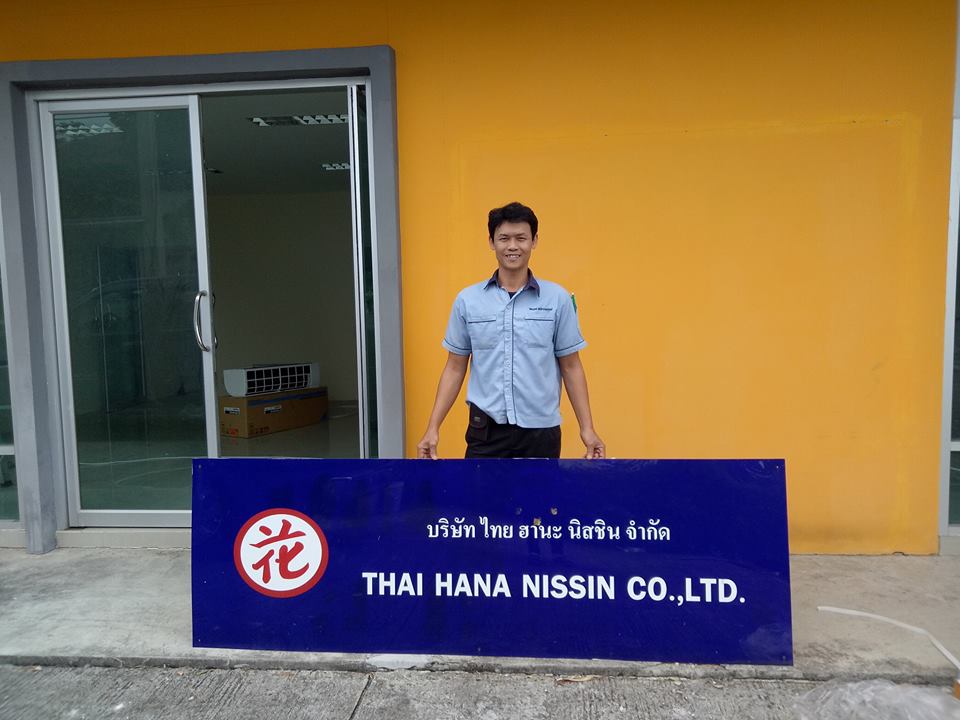 花
บริษัท ไทย ฮานะ นิสชิน จำกัด
THAI HANA NISSIN CO.,LTD.